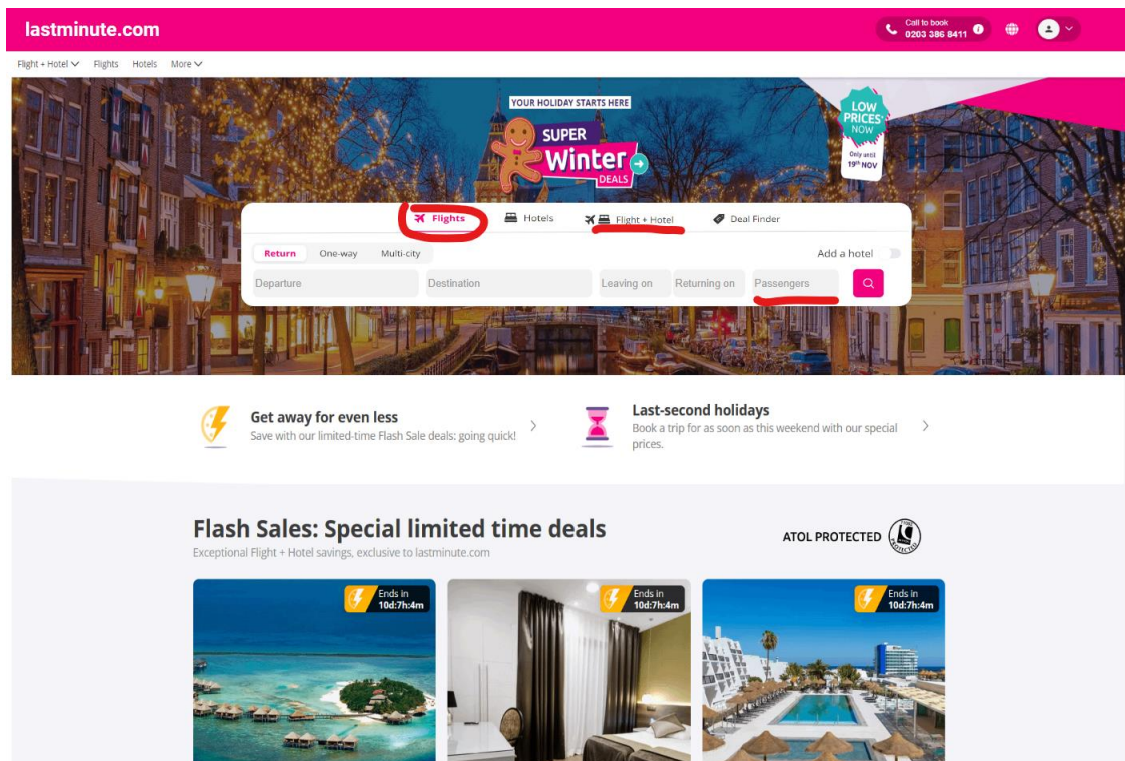 lastminute.com
Call to book
0203 386 8411
Flight + Hotel Flights Hotels More
YOUR HOLIDAY STARTS HERE
SUPER
Winter
DEALS
LOW
PRICES
NOW
Only until
19th NOV
Flights Hotels Flight + Hotel Deal Finder
Return One-way Multi-city Add a hotel
Departure Destination Leaving on Returning on Passengers
Get away for even less
Save with our limited-time Flash Sale deals: going quick!
Last-second holidays
Book a trip for as soon as this weekend with our special
prices.
Flash Sales: Special limited time deals
Exceptional Flight + Hotel savings, exclusive to lastminute.com
ATOL PROTECTED
Ends in
10d:7h:4m
Ends in
10d:7h:4m
Ends in
10d:7h:4m